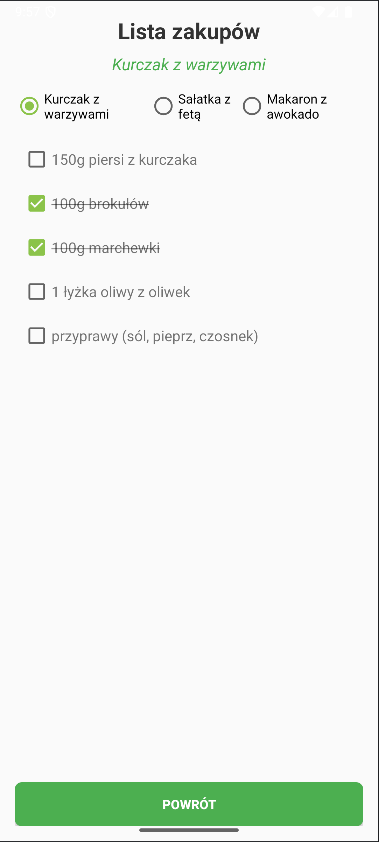 Lista zakupów
Kurczak z warzywami
Kurczak z
warzywami
Sałatka z
fetą
Makaron z
awokado
150g piersi z kurczaka
100g brokułów
100g marchewki
1 łyżka oliwy z oliwek
przyprawy (sól, pieprz, czosnek)
POWRÓT